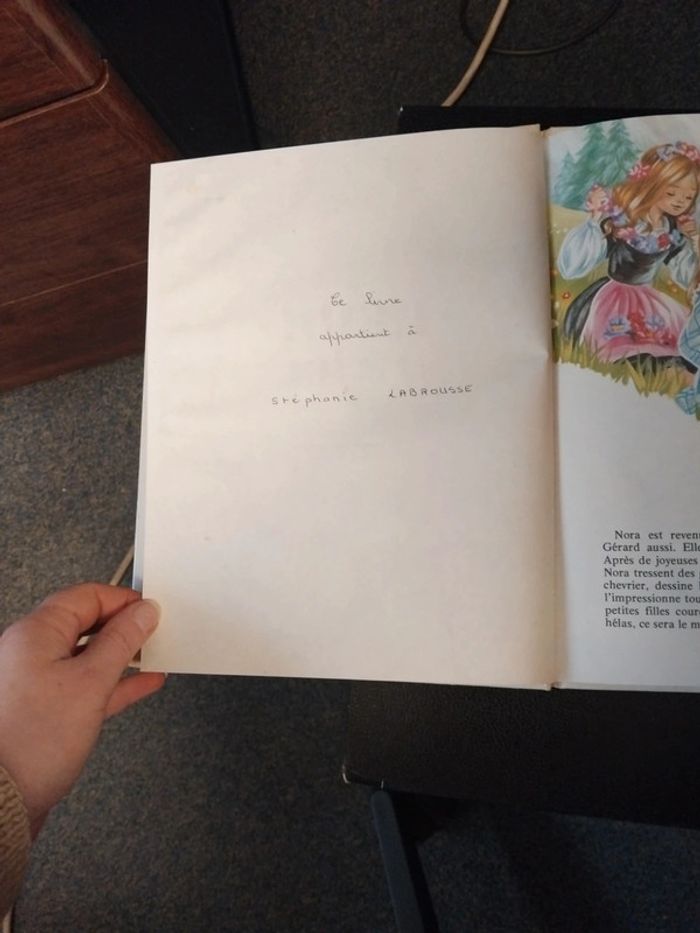 Ce livre
appartient à
stéphanie LABROUSSE
Nora est reven
Gérard aussi. Elle
Après de joyeuses
Nora tressent des
chevrier, dessine
l'impressionne tou
petites filles cour
hélas, ce sera le m